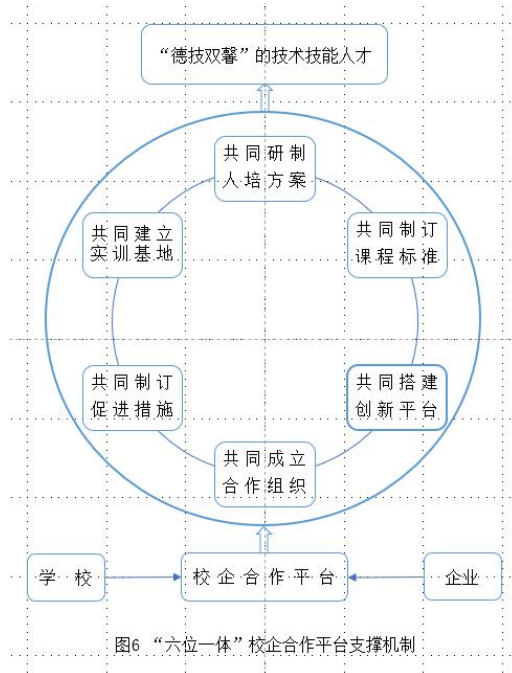 “德技双馨”的技术技能人才
共同研制
人培方案
共同建立
实训基地
共同制订
课程标准
共同制订
促进措施
共同搭建
创新平台
共同成立
合作组织
学 校
校企合作平台
企业
图6 “六位一体”校企合作平台支撑机制